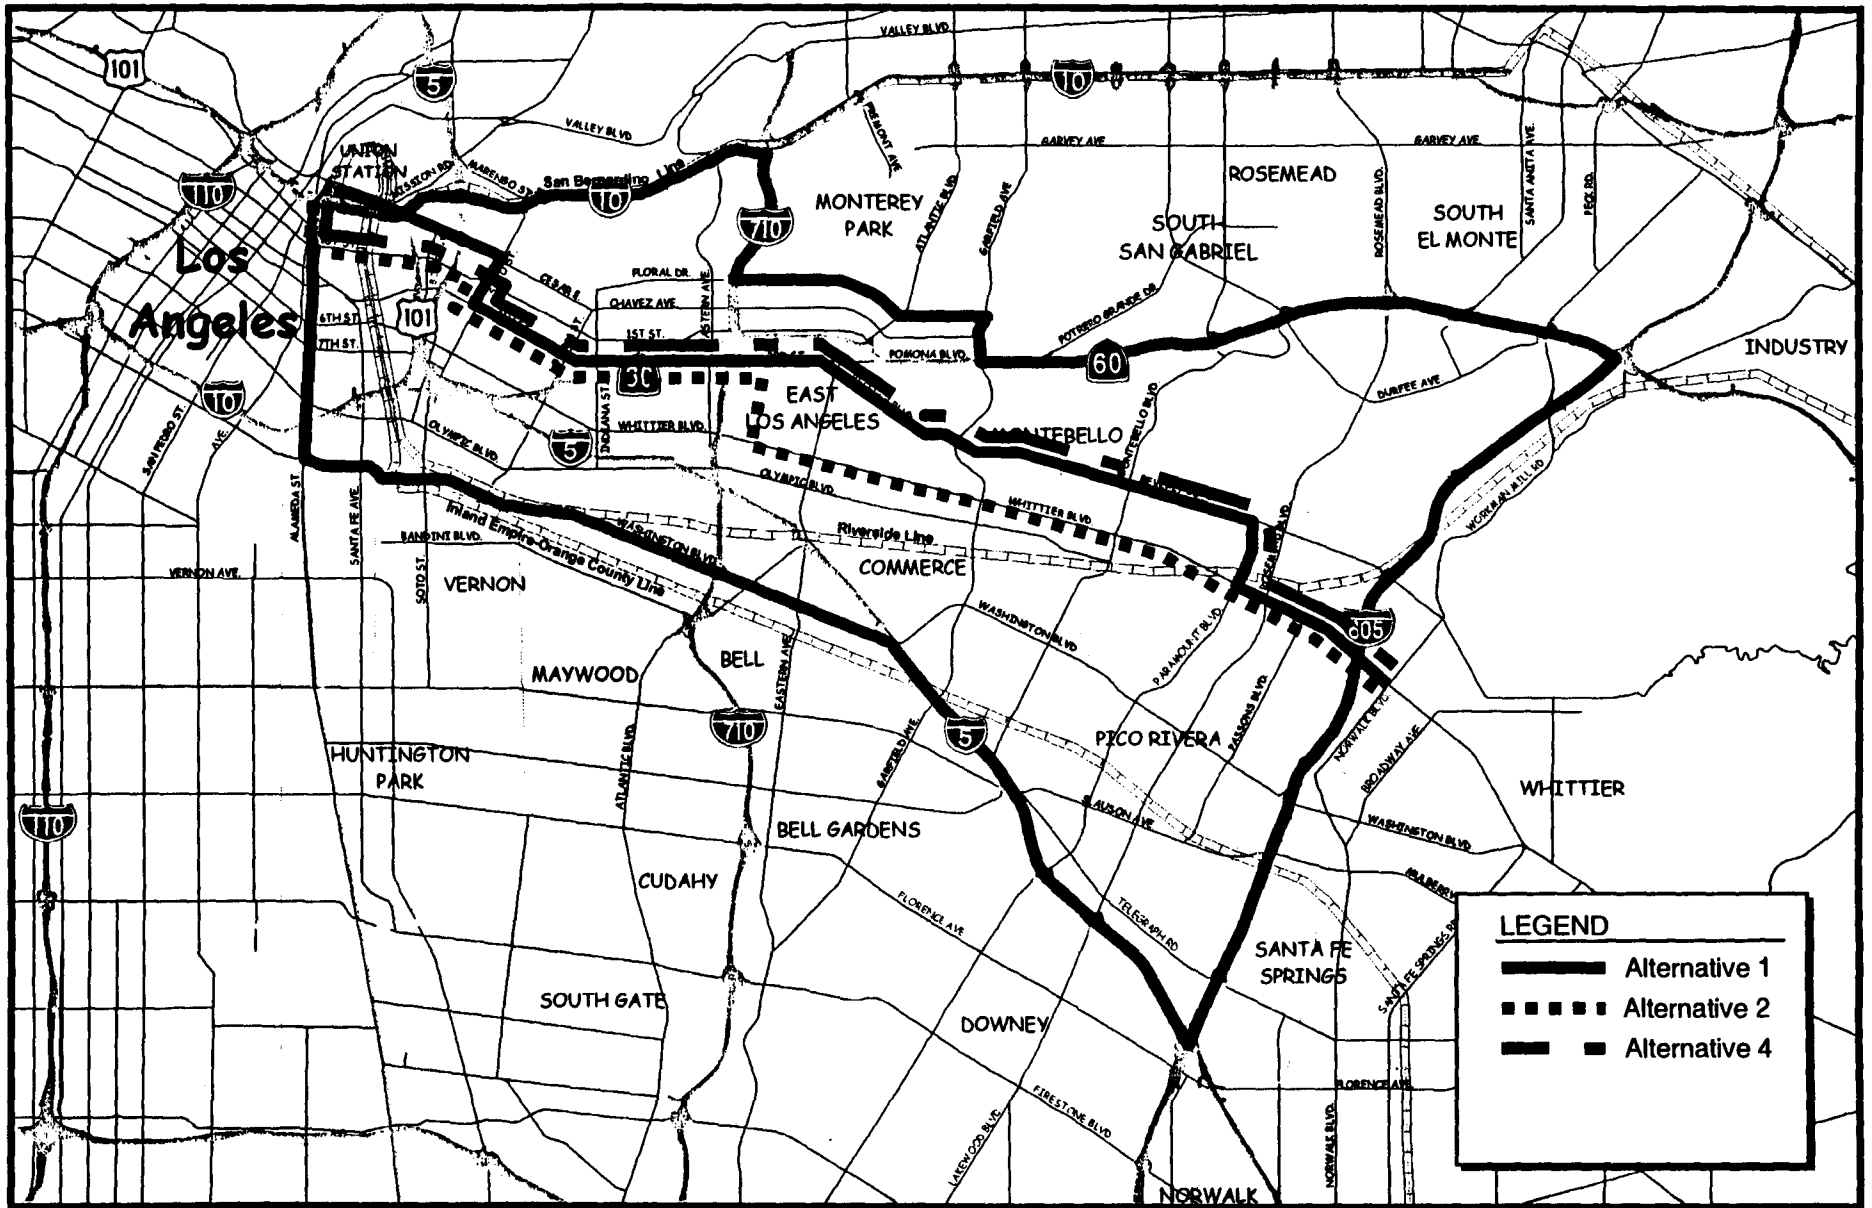 VALLEY BLVD.
101
5
10
VALLEY BLVD
FREMONT AVE
GARVEY AVE
GARVEY AVE.
SANTA ANITA AVE.
PECK RD.
UNION
STATION
MISSION RD
MARENGO ST.
San Bernardino Line
10
110
ROSEMEAD
MONTEREY
PARK
ATLANTIC BLVD.
GARFIELD AVE
SOUTH
SAN GABRIEL
ROSEMEAD BLVD.
SOUTH
EL MONTE
710
Los
Angeles
CESAR E.
FLORAL DR.
CHAVEZ AVE.
EASTERN AVE.
POTRERO GRANDE DR.
101
6TH ST.
7TH ST.
1ST ST.
POMONA BLVD.
60
INDUSTRY
DURFEE AVE
10
SAN PEDRO ST.
AVE.
EAST
LOS ANGELES
INDIANA ST.
WHITTIER BLVD.
MONTEBELLO
MONTEBELLO BLVD
OLYMPIC BLVD.
5
OLYMPIC BLVD.
WHITTIER BLVD
WORKMAN MILL RD
ALAMEDA ST
SANTA FE AVE.
Inland Empire-Orange County Line
WASHINGTON BLVD.
Riverside Line
BANDINI BLVD.
VERNON AVE.
SOTO ST.
VERNON
COMMERCE
605
WASHINGTON BLVD
PARAMOUNT BLVD.
MAYWOOD
BELL
EASTERN AVE.
PASSONS BLVD.
NORWALK BLVD.
BROADWAY AVE.
HUNTINGTON
PARK
ATLANTIC BLVD.
710
GARFIELD AVE.
5
PICO RIVERA
WHITTIER
110
SLAUSON AVE
WASHINGTON BLVD
BELL GARDENS
CUDAHY
MULBERRY
FLORENCE AVE
TELEGRAPH RD
SANTA FE
SPRINGS
SANTA FE SPRINGS RD
SOUTH GATE
DOWNEY
FLORENCE AVE.
FIRESTONE BLVD
LAKEWOOD BLVD.
NORWALK BLVD.
NORWALK
LEGEND
Alternative 1
Alternative 2
Alternative 4